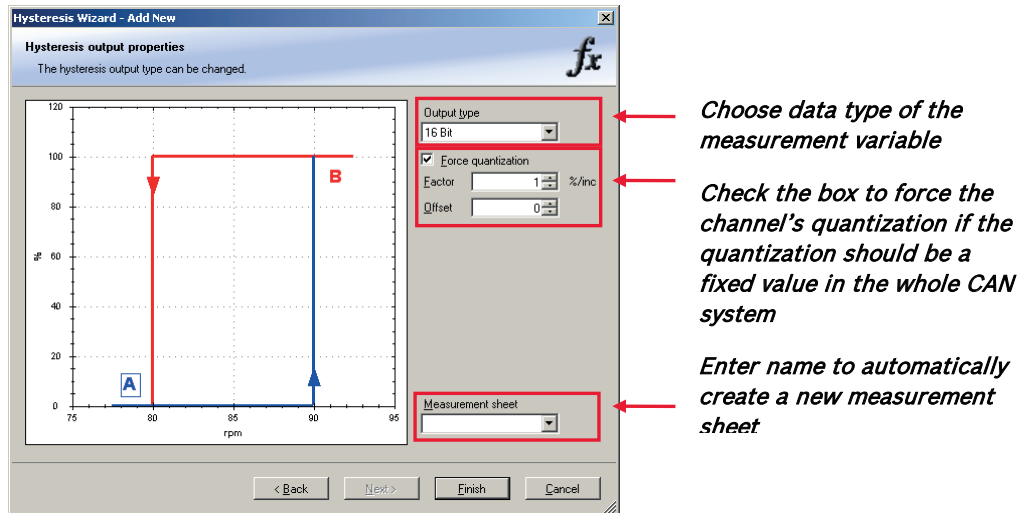 Hysteresis Wizard - Add New
Hysteresis output properties
The hysteresis output type can be changed.
fx
120
100
80
60
40
20
0
%
75
80
85
90
95
rpm
A
B
Output type
16 Bit
Force quantization
Factor 1 %/inc
Offset 0
Measurement sheet
< Back Next > Finish Cancel
Choose data type of the
measurement variable
Check the box to force the
channel's quantization if the
quantization should be a
fixed value in the whole CAN
system
Enter name to automatically
create a new measurement
sheet